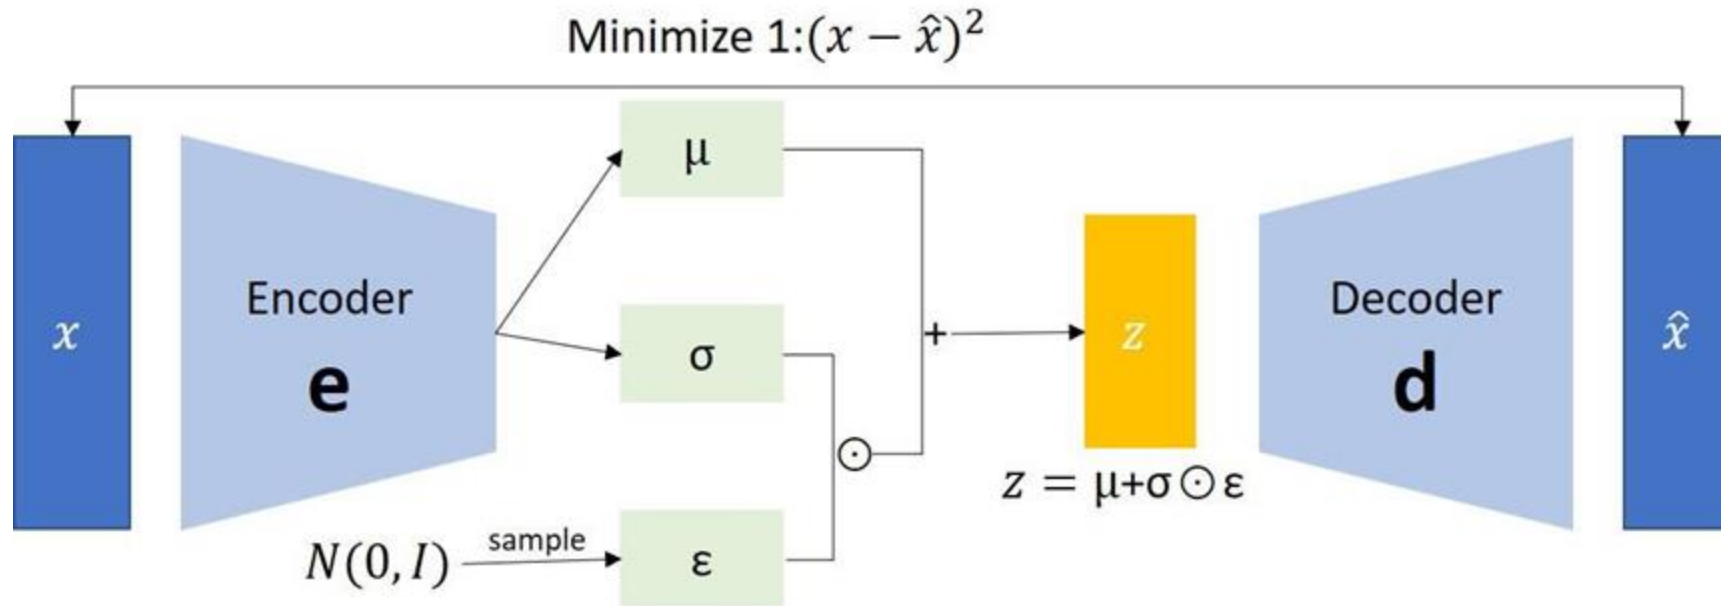 Minimize 1:(x − x̂)²
μ
Encoder
e
x
σ
+
z
Decoder
d
x̂
⊙
z = μ+σ⊙ε
N(0, I)
sample
ε